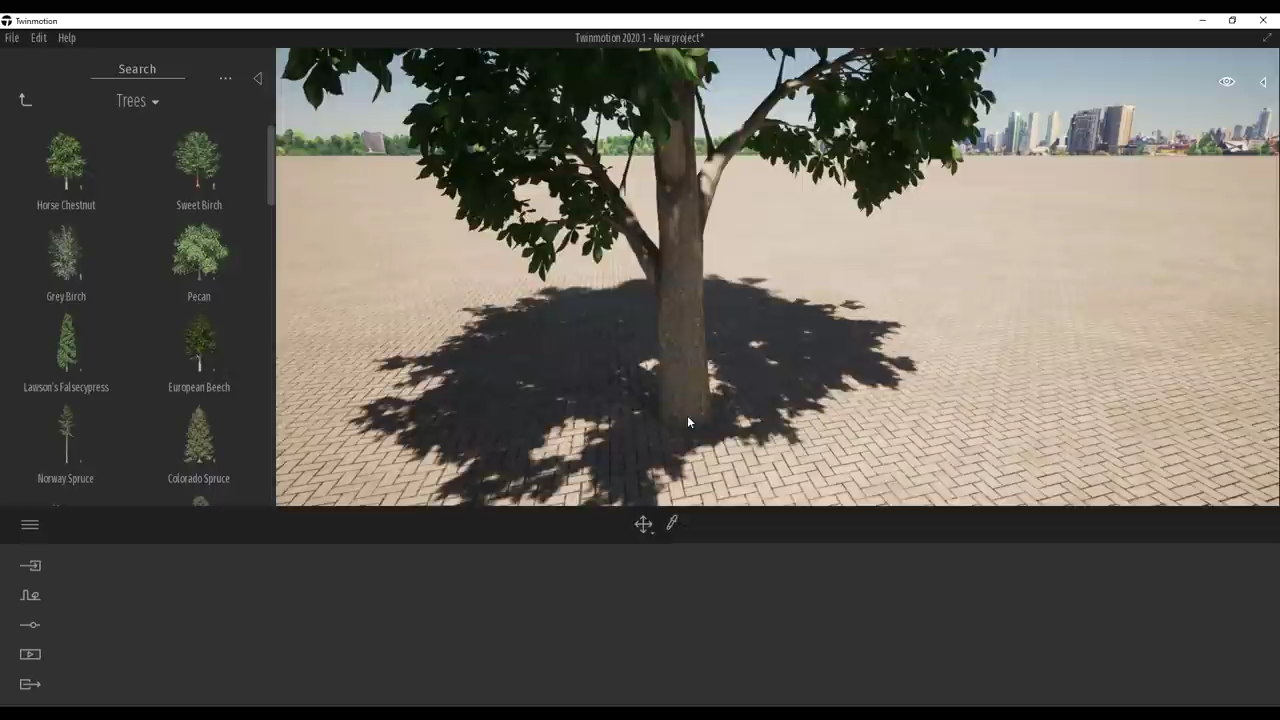 Twinmotion
File Edit Help
Twinmotion 2020.1 - New project*
Search
...
Trees
Horse Chestnut
Sweet Birch
Grey Birch
Pecan
Lawson's Falsecypress
European Beech
Norway Spruce
Colorado Spruce